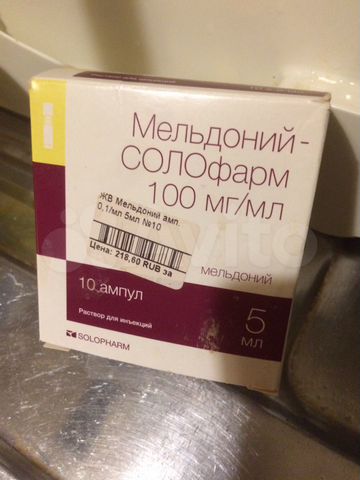 Мельдоний-
СОЛОфарм
100 мг/мл
ЖВ Мельдоний амп.
0,1/мл 5мл №10
Цена: 218,60 RUB за
мельдоний
10 ампул
5
мл
Раствор для инъекций
SOLOPHARM
Avito